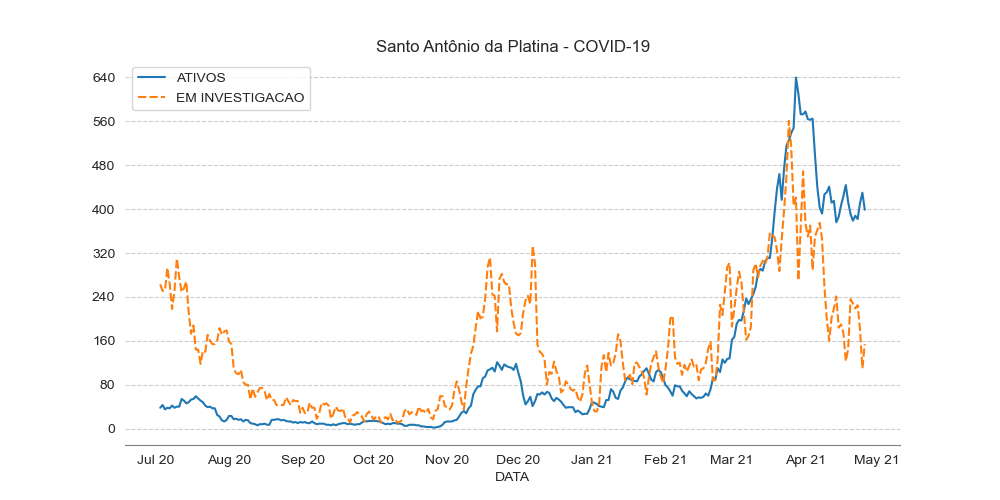 Santo Antônio da Platina - COVID-19
ATIVOS
EM INVESTIGACAO
640
560
480
400
320
240
160
80
0
Jul 20 Aug 20 Sep 20 Oct 20 Nov 20 Dec 20 Jan 21 Feb 21 Mar 21 Apr 21 May 21
DATA